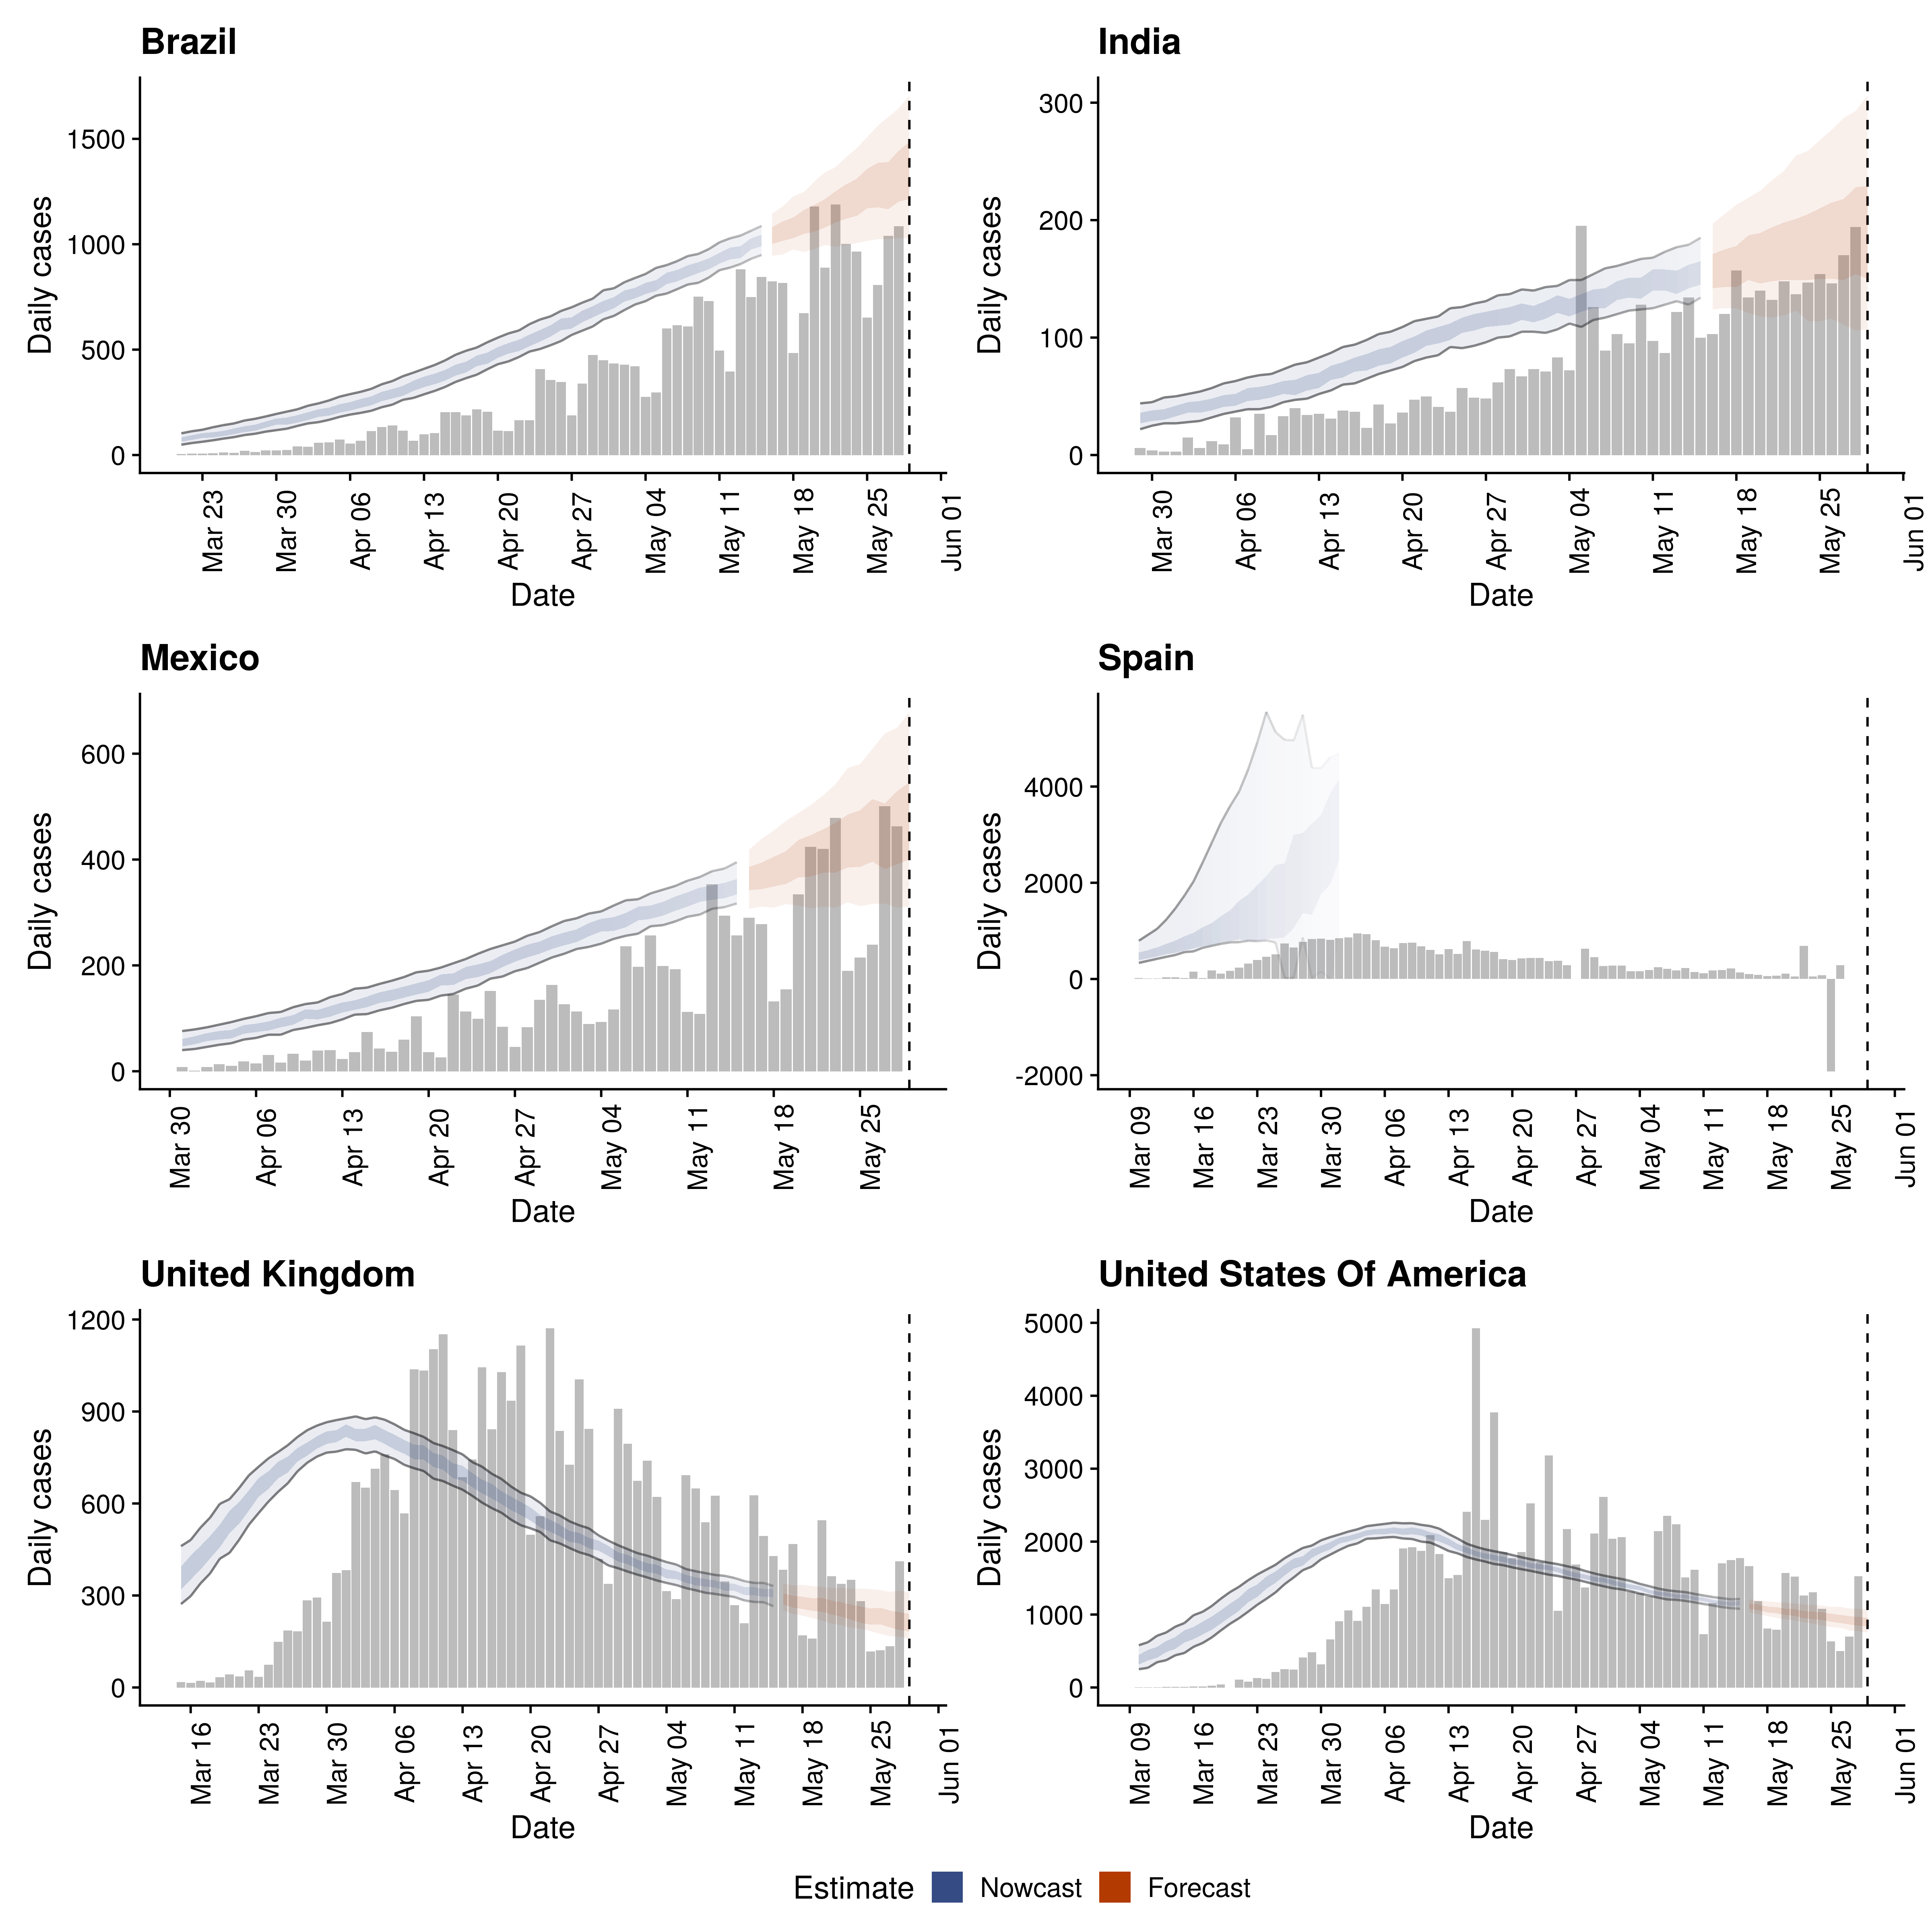 Brazil
Daily cases
1500
1000
500
0
Mar 23
Mar 30
Apr 06
Apr 13
Apr 20
Apr 27
May 04
May 11
May 18
May 25
Jun 01
Date
India
Daily cases
300
200
100
0
Mar 30
Apr 06
Apr 13
Apr 20
Apr 27
May 04
May 11
May 18
May 25
Jun 01
Date
Mexico
Daily cases
600
400
200
0
Mar 30
Apr 06
Apr 13
Apr 20
Apr 27
May 04
May 11
May 18
May 25
Date
Spain
Daily cases
4000
2000
0
-2000
Mar 09
Mar 16
Mar 23
Mar 30
Apr 06
Apr 13
Apr 20
Apr 27
May 04
May 11
May 18
May 25
Jun 01
Date
United Kingdom
Daily cases
1200
900
600
300
0
Mar 16
Mar 23
Mar 30
Apr 06
Apr 13
Apr 20
Apr 27
May 04
May 11
May 18
May 25
Jun 01
Date
United States Of America
Daily cases
5000
4000
3000
2000
1000
0
Mar 09
Mar 16
Mar 23
Mar 30
Apr 06
Apr 13
Apr 20
Apr 27
May 04
May 11
May 18
May 25
Jun 01
Date
Estimate Nowcast Forecast